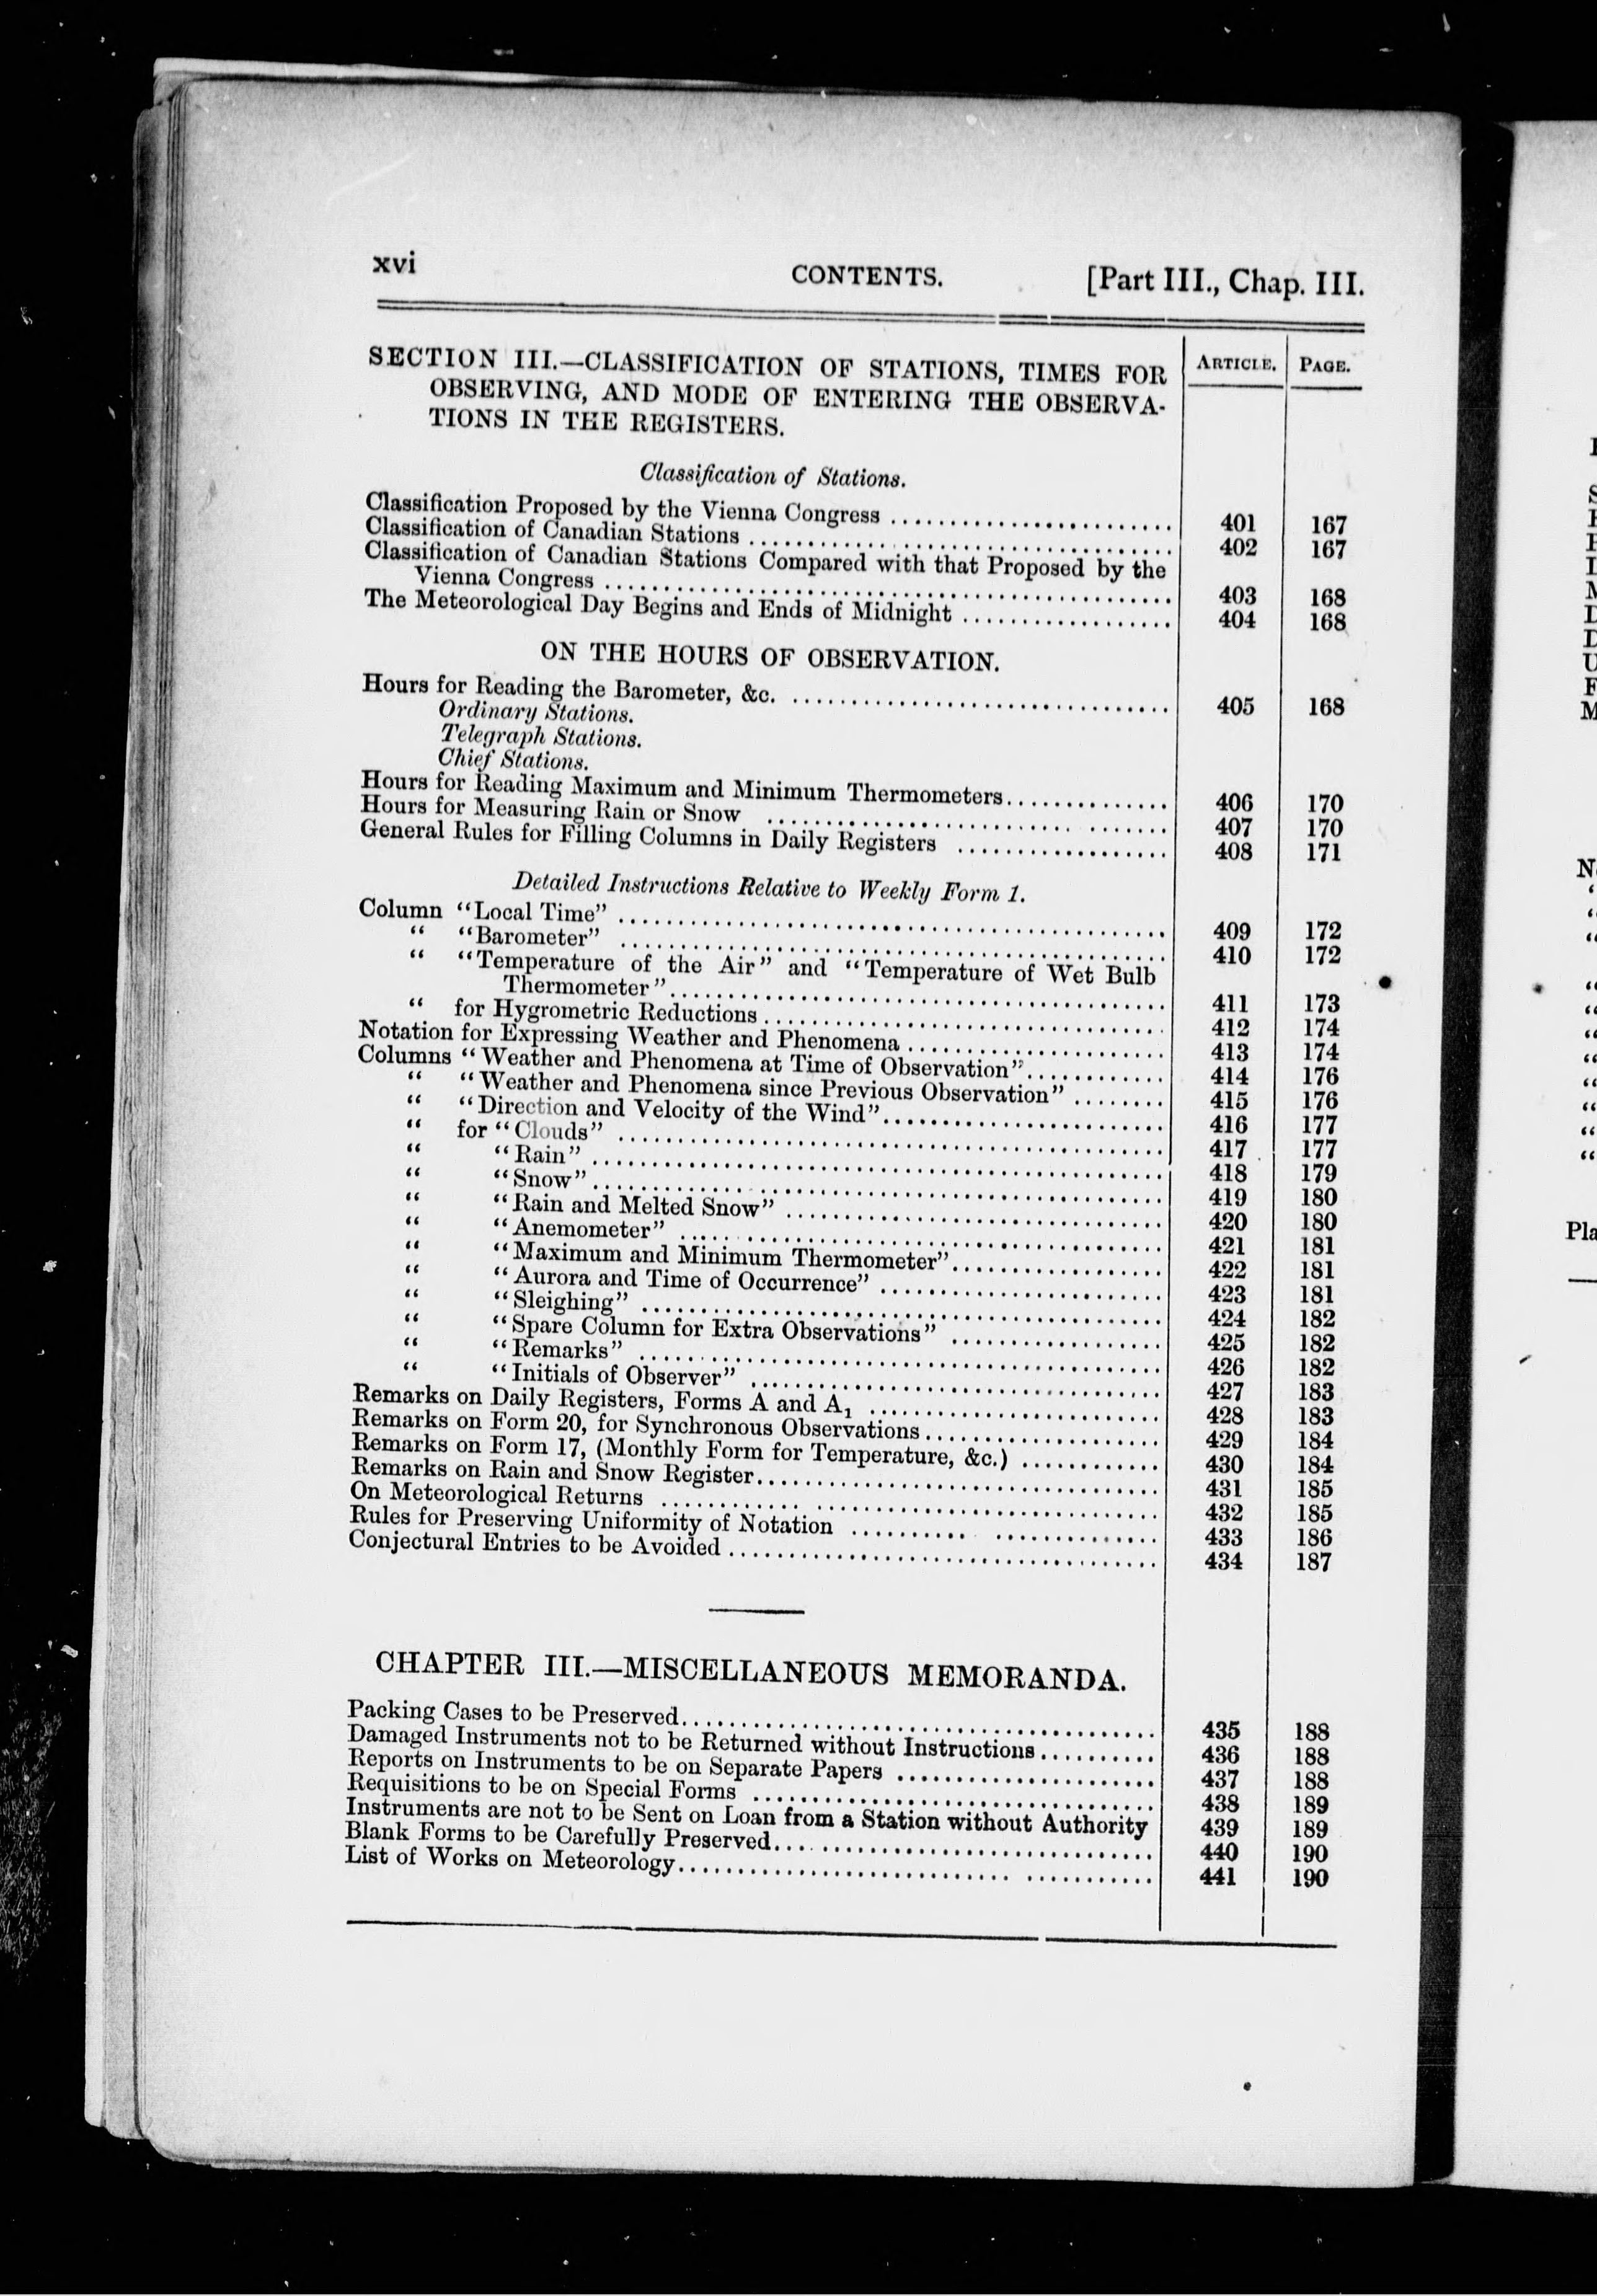 xvi CONTENTS. [Part III., Chap. III.
ARTICLE. PAGE.
SECTION III.—CLASSIFICATION OF STATIONS, TIMES FOR
OBSERVING, AND MODE OF ENTERING THE OBSERVA-
TIONS IN THE REGISTERS.
Classification of Stations.
Classification Proposed by the Vienna Congress ........................ 401 167
Classification of Canadian Stations .................................... 402 167
Classification of Canadian Stations Compared with that Proposed by the
Vienna Congress ................................................ 403 168
The Meteorological Day Begins and Ends of Midnight .................. 404 168
ON THE HOURS OF OBSERVATION.
Hours for Reading the Barometer, &c. ................................ 405 168
Ordinary Stations.
Telegraph Stations.
Chief Stations.
Hours for Reading Maximum and Minimum Thermometers.............. 406 170
Hours for Measuring Rain or Snow .................................. 407 170
General Rules for Filling Columns in Daily Registers .................. 408 171
Detailed Instructions Relative to Weekly Form 1.
Column “Local Time” .............................................. 409 172
“ “Barometer” .............................................. 410 172
“ “Temperature of the Air” and “Temperature of Wet Bulb
Thermometer”.......................................... 411 173
“ for Hygrometric Reductions.................................. 412 174
Notation for Expressing Weather and Phenomena ...................... 413 174
Columns “Weather and Phenomena at Time of Observation”............ 414 176
“ “Weather and Phenomena since Previous Observation” ........ 415 176
“ “Direction and Velocity of the Wind”........................ 416 177
“ for “Clouds” .............................................. 417 177
“ “Rain” ................................................ 418 179
“ “Snow”................................................ 419 180
“ “Rain and Melted Snow” ................................ 420 180
“ “Anemometer” ........................................ 421 181
“ “Maximum and Minimum Thermometer”.................. 422 181
“ “Aurora and Time of Occurrence” ........................ 423 181
“ “Sleighing” ............................................ 424 182
“ “Spare Column for Extra Observations” .................. 425 182
“ “Remarks” ............................................ 426 182
“ “Initials of Observer” .................................. 427 183
Remarks on Daily Registers, Forms A and A₁ ........................ 428 183
Remarks on Form 20, for Synchronous Observations.................... 429 184
Remarks on Form 17, (Monthly Form for Temperature, &c.) ............ 430 184
Remarks on Rain and Snow Register.................................. 431 185
On Meteorological Returns .......................................... 432 185
Rules for Preserving Uniformity of Notation ........................ 433 186
Conjectural Entries to be Avoided.................................... 434 187
CHAPTER III.—MISCELLANEOUS MEMORANDA.
Packing Cases to be Preserved........................................ 435 188
Damaged Instruments not to be Returned without Instructions.......... 436 188
Reports on Instruments to be on Separate Papers ...................... 437 188
Requisitions to be on Special Forms .................................. 438 189
Instruments are not to be Sent on Loan from a Station without Authority 439 189
Blank Forms to be Carefully Preserved................................ 440 190
List of Works on Meteorology........................................ 441 190